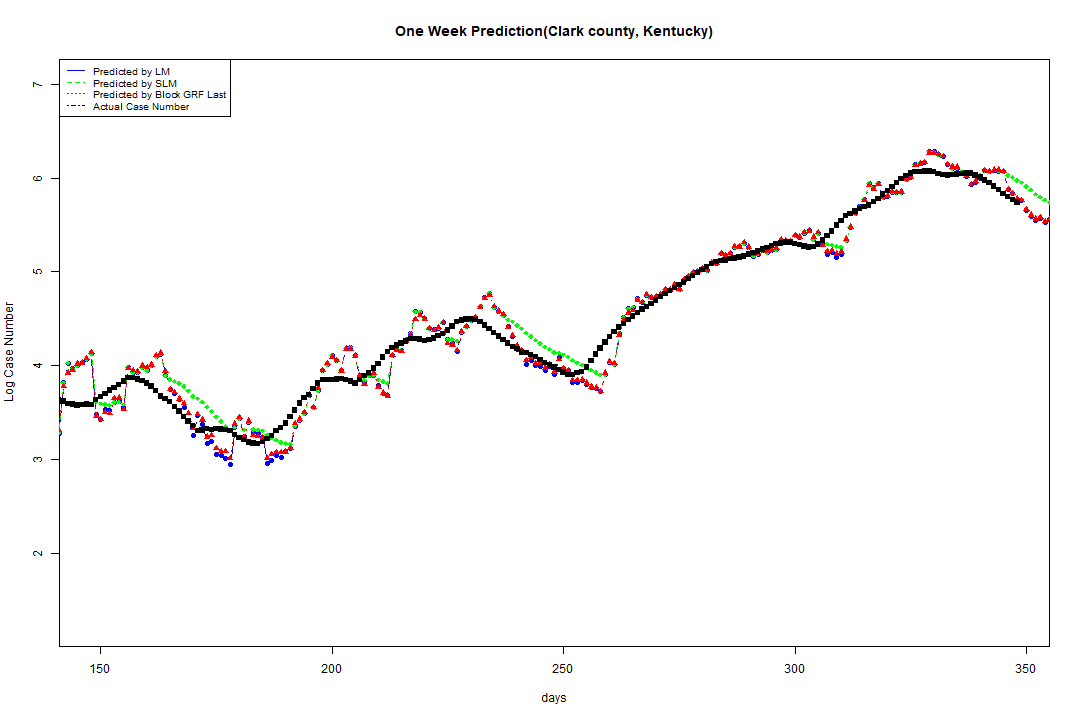 One Week Prediction(Clark county, Kentucky)
Predicted by LM
Predicted by SLM
Predicted by Block GRF Last
Actual Case Number
Log Case Number
7
6
5
4
3
2
150 200 250 300 350
days